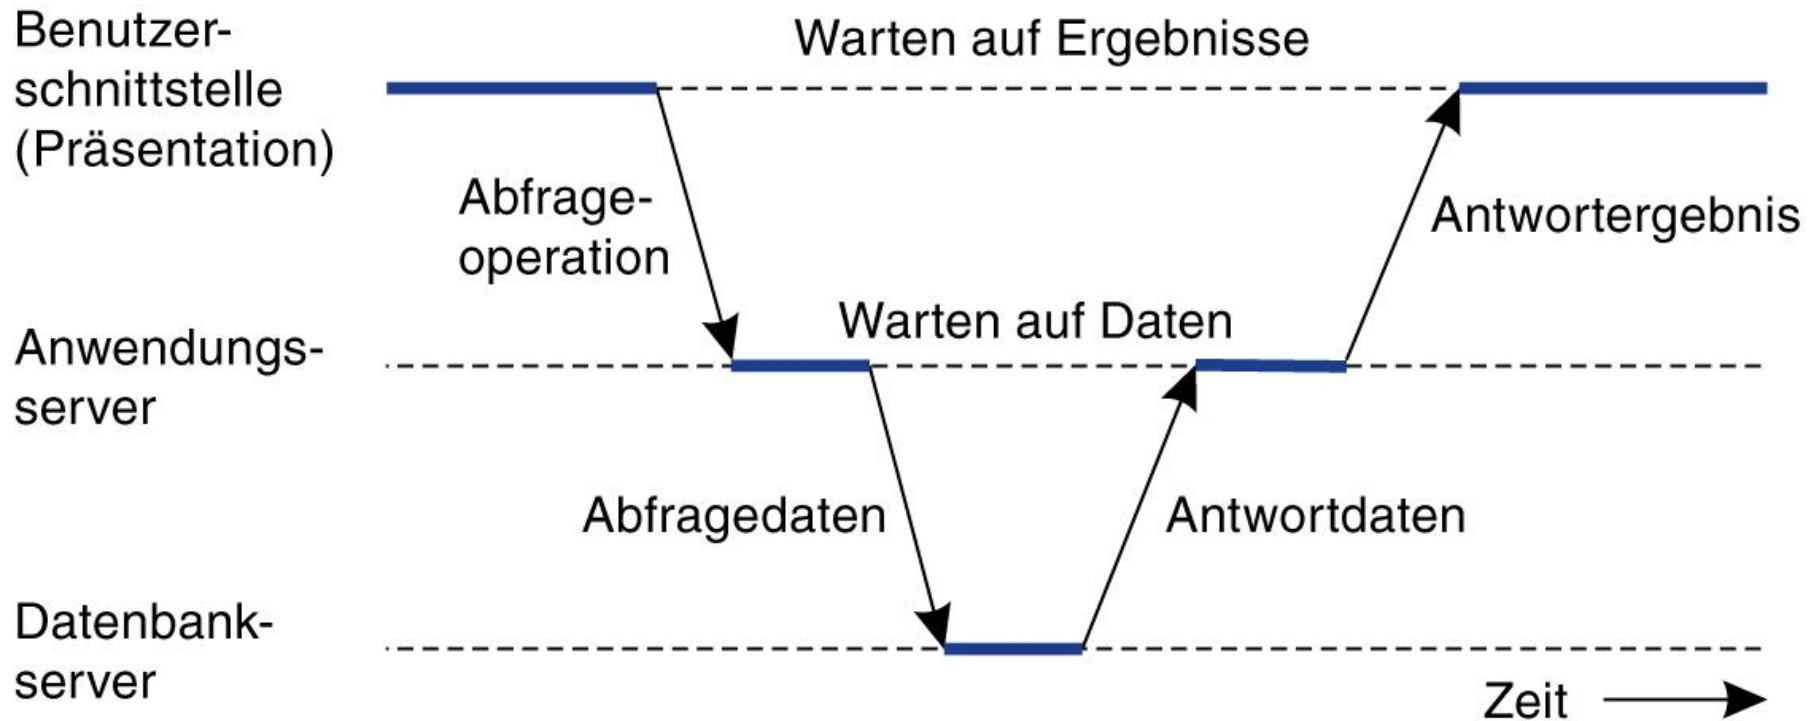 Benutzer-
schnittstelle
(Präsentation)
Warten auf Ergebnisse
Abfrage-
operation
Antwortergebnis
Anwendungs-
server
Warten auf Daten
Abfragedaten
Antwortdaten
Datenbank-
server
Zeit